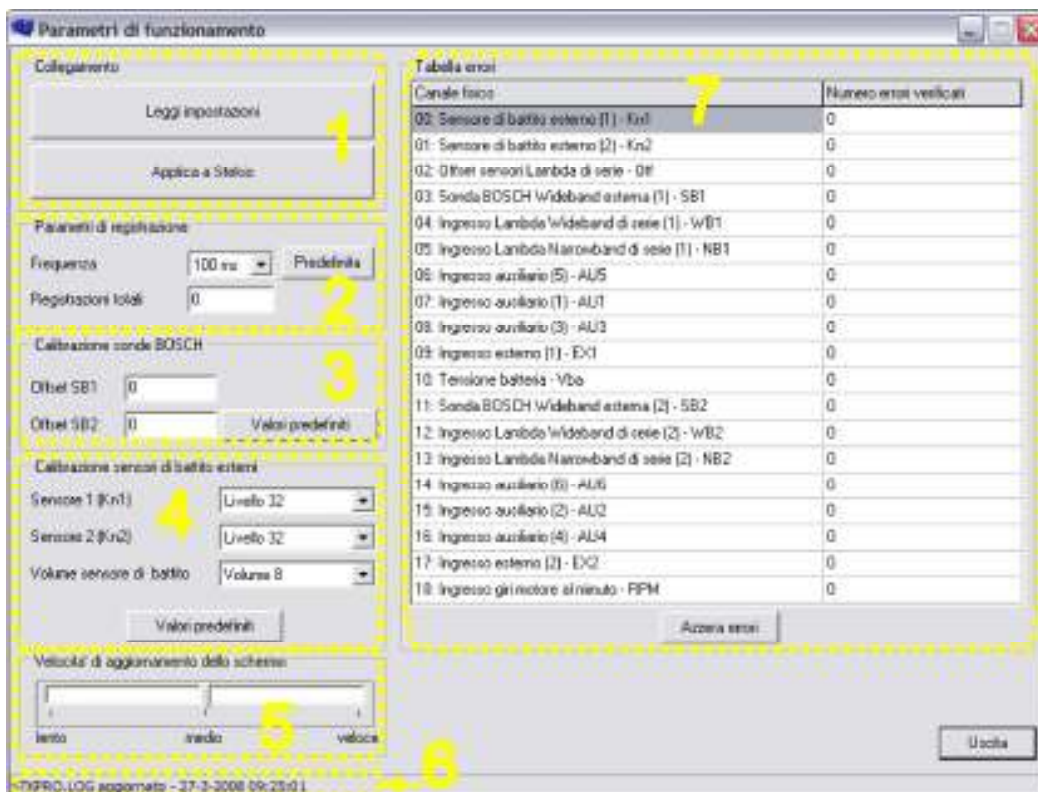 Parametri di funzionamento
Collegamento
Leggi impostazioni
1
Applica a
Parametri di registrazione
Frequenza
100 ms
Predefinita
Registrazioni totali
0
2
Calibrazione sonde BOSCH
3
Offset SB1
0
Offset SB2
0
Valori predefiniti
Calibrazione sensori di battito esterni
4
Sensore 1 (Kn1)
Livello 32
Sensore 2 (Kn2)
Livello 32
Volume sensore di battito
Volume 8
Valori predefiniti
Velocita' di aggiornamento dello schermo
5
lento
medio
veloce
6
PRO.LOG aggiornato - 27-3-2008 09:25:01
Tabella errori
7
Canale fisico
Numero errori verificati
00: Sensore di battito esterno (1) - Kn1
0
01: Sensore di battito esterno (2) - Kn2
0
02: Offset sensori Lambda di serie - Off
0
03: Sonda BOSCH Wideband esterna (1) - SB1
0
04: Ingresso Lambda Wideband di serie (1) - WB1
0
05: Ingresso Lambda Narrowband di serie (1) - NB1
0
06: Ingresso ausiliario (5) - AU5
0
07: Ingresso ausiliario (1) - AU1
0
08: Ingresso ausiliario (3) - AU3
0
09: Ingresso esterno (1) - EX1
0
10: Tensione batteria - Vba
0
11: Sonda BOSCH Wideband esterna (2) - SB2
0
12: Ingresso Lambda Wideband di serie (2) - WB2
0
13: Ingresso Lambda Narrowband di serie (2) - NB2
0
14: Ingresso ausiliario (6) - AU6
0
15: Ingresso ausiliario (2) - AU2
0
16: Ingresso ausiliario (4) - AU4
0
17: Ingresso esterno (2) - EX2
0
18: Ingresso giri motore al minuto - RPM
0
Azzera errori
Uscita